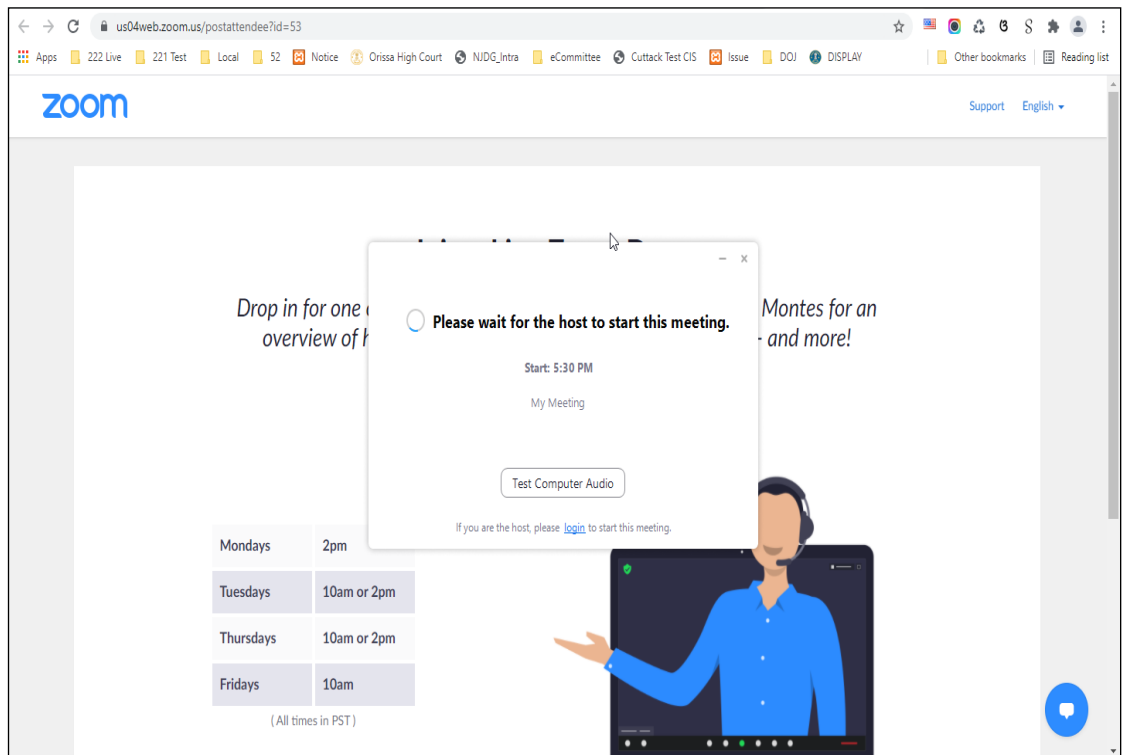 us04web.zoom.us/postattendee?id=53
Apps 222 Live 221 Test Local 52 Notice Orissa High Court NJDG_Intra eCommittee Cuttack Test CIS Issue DOJ DISPLAY Other bookmarks Reading list
zoom Support English
Please wait for the host to start this meeting.
Start: 5:30 PM
My Meeting
Test Computer Audio
If you are the host, please login to start this meeting.
Drop in for one Montes for an
overview of and more!
Mondays 2pm
Tuesdays 10am or 2pm
Thursdays 10am or 2pm
Fridays 10am
( All times in PST )